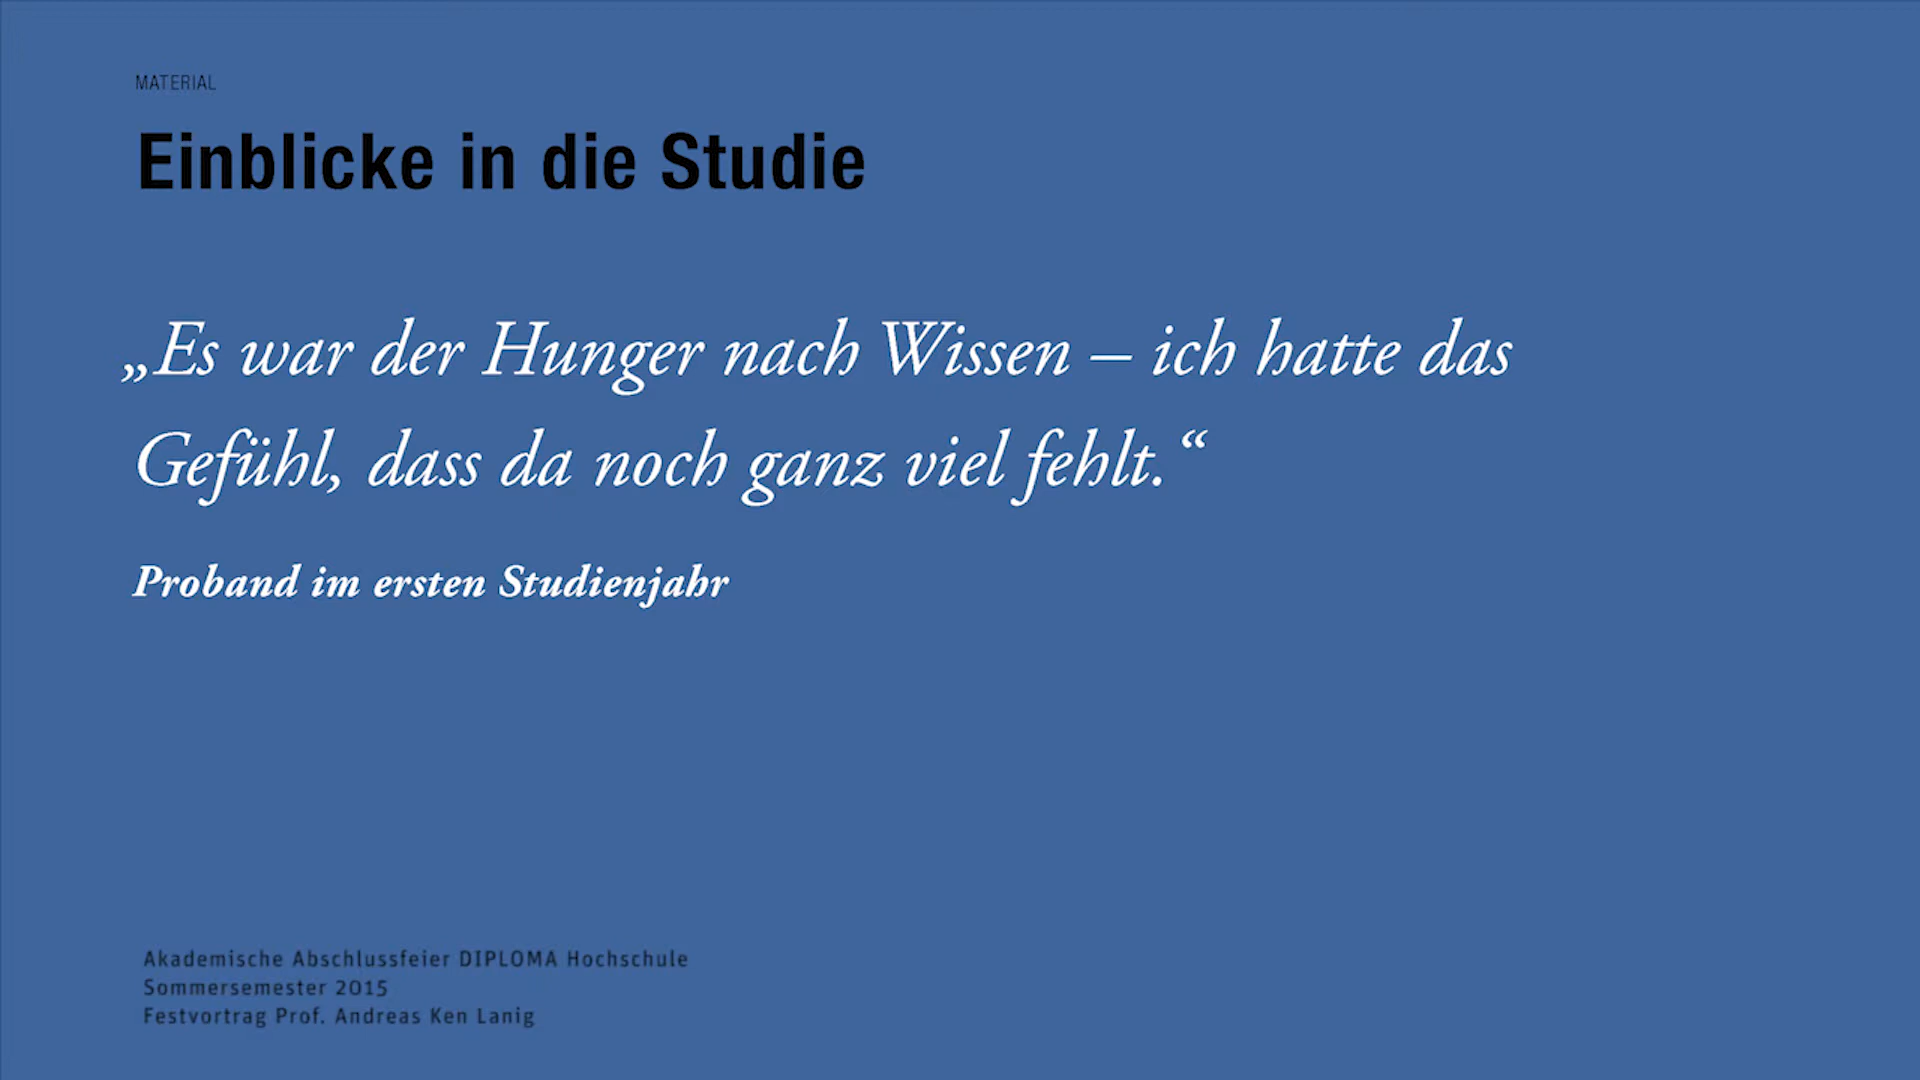 MATERIAL
Einblicke in die Studie
„Es war der Hunger nach Wissen – ich hatte das
Gefühl, dass da noch ganz viel fehlt.“
Proband im ersten Studienjahr
Akademische Abschlussfeier DIPLOMA Hochschule
Sommersemester 2015
Festvortrag Prof. Andreas Ken Lanig